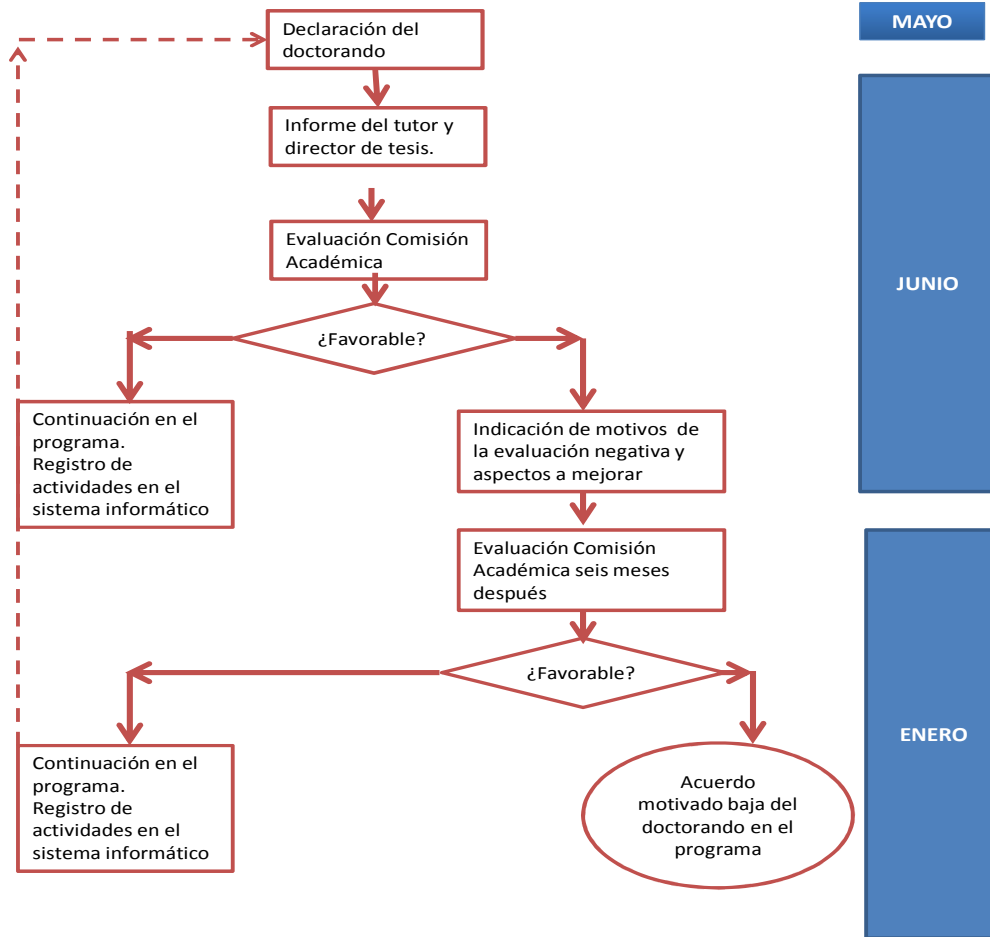 MAYO
Declaración del
doctorando
Informe del tutor y
director de tesis.
Evaluación Comisión
Académica
JUNIO
¿Favorable?
Continuación en el
programa.
Registro de
actividades en el
sistema informático
Indicación de motivos de
la evaluación negativa y
aspectos a mejorar
Evaluación Comisión
Académica seis meses
después
¿Favorable?
ENERO
Continuación en el
programa.
Registro de
actividades en el
sistema informático
Acuerdo
motivado baja del
doctorando en el
programa